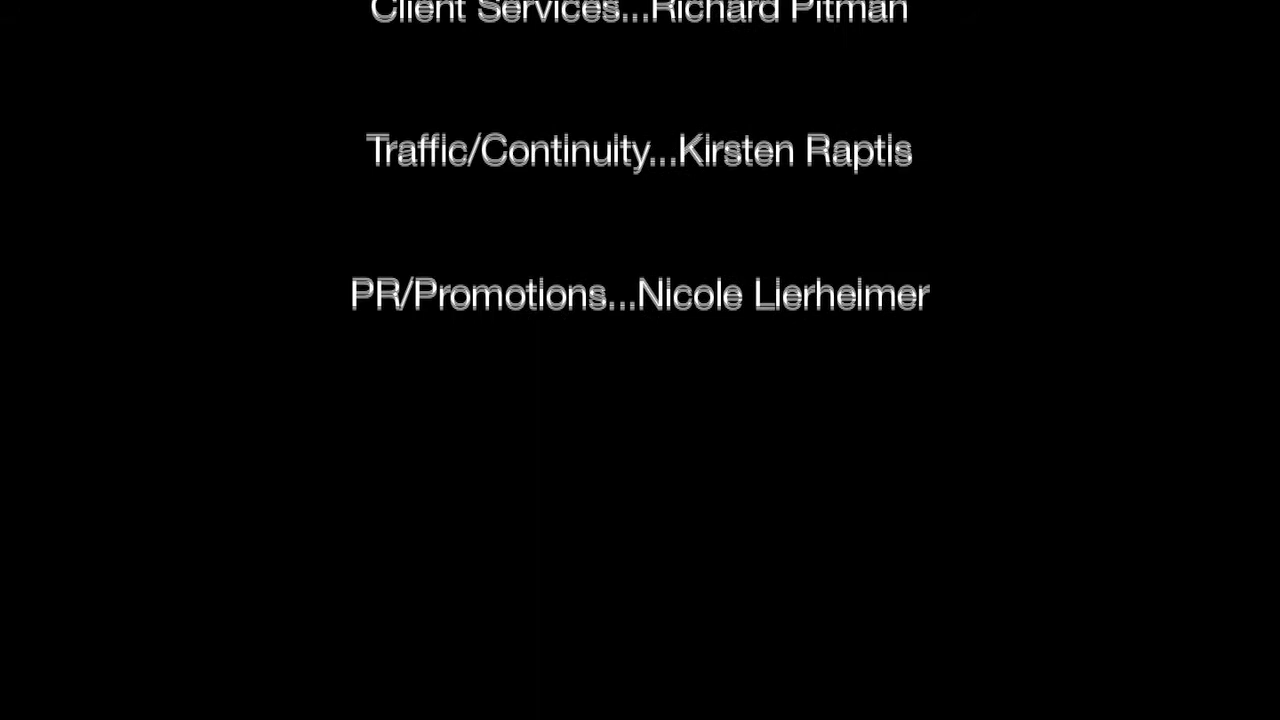 Client Services...Richard Pitman
Traffic/Continuity...Kirsten Raptis
PR/Promotions...Nicole Lierheimer